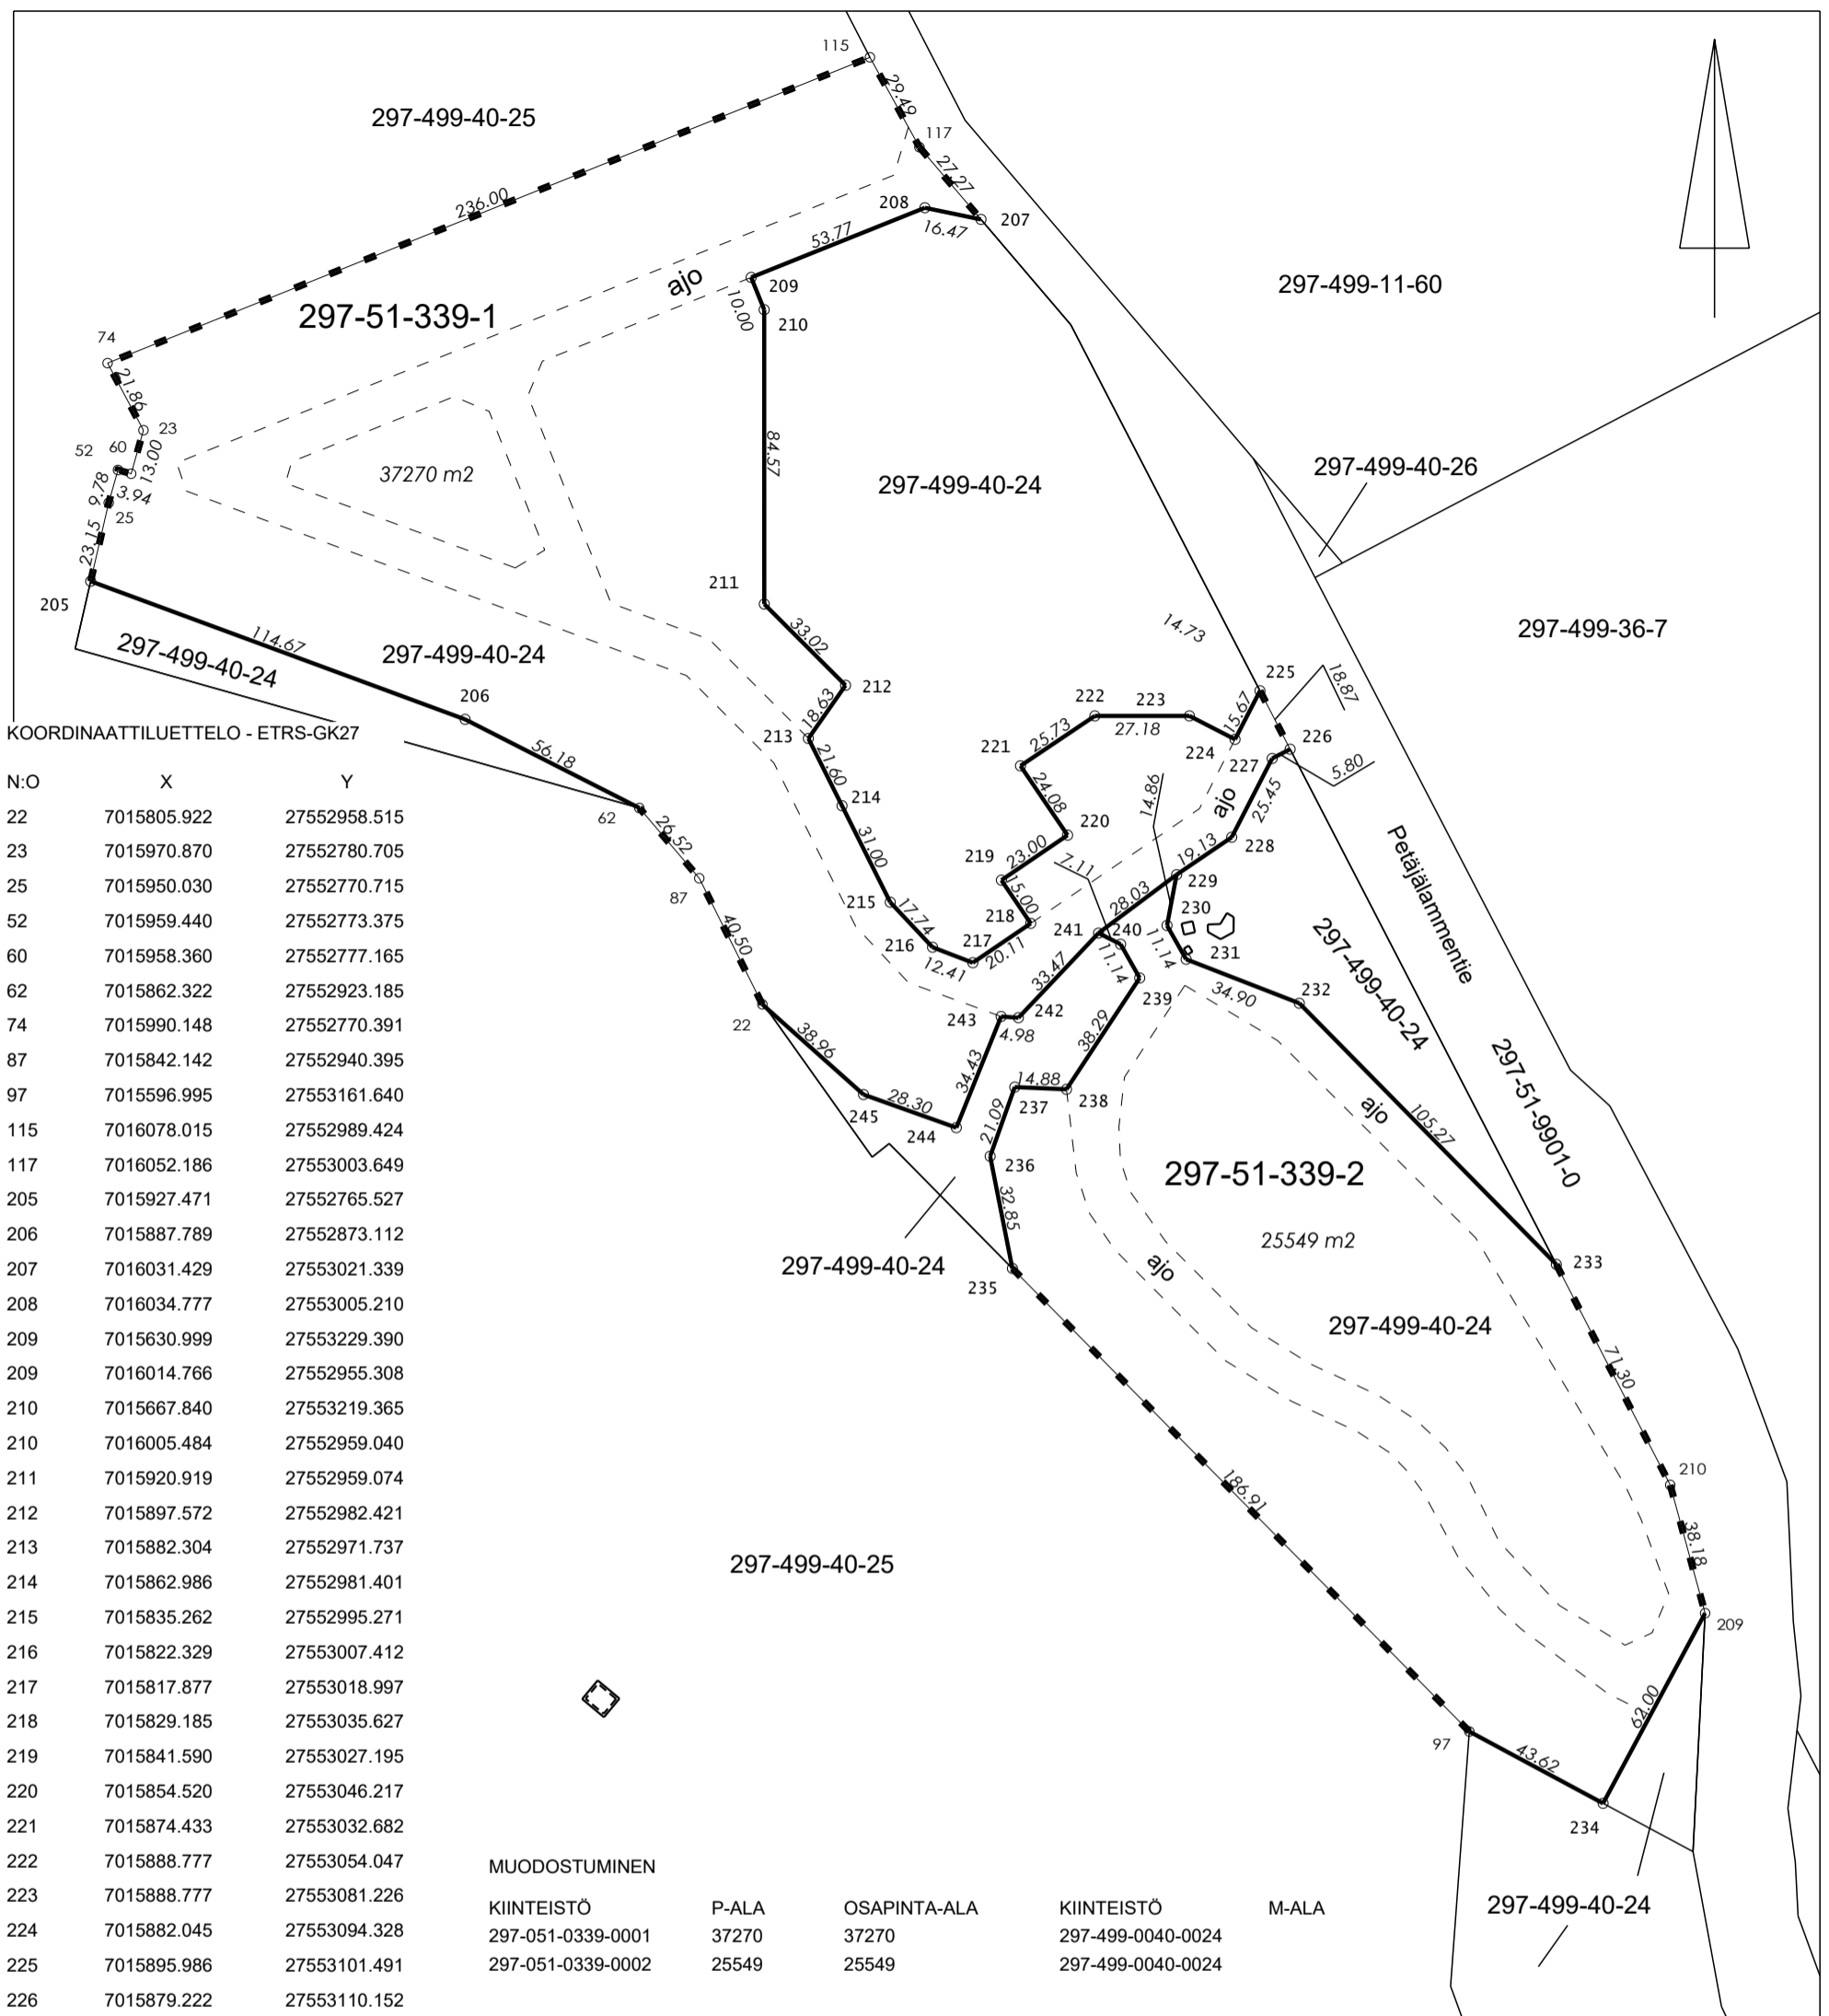 115
29.49
297-499-40-25
117
27.27
236.00
208
207
16.47
53.77
ajo
209
297-499-11-60
10.00
297-51-339-1
210
74
21.86
23
52
60
13.00
84.57
297-499-40-26
37270 m2
9.78
3.94
297-499-40-24
25
23.15
211
205
33.02
14.73
297-499-36-7
114.67
297-499-40-24
297-499-40-24
212
225
18.87
206
18.63
222
223
15.67
213
27.18
224
226
56.18
21.60
221
25.73
227
5.80
24.08
14.86
ajo
25.45
214
62
26.52
220
228
Petäjälammentie
31.00
219
23.00
7.11
19.13
87
15.00
229
215
28.03
40.50
17.74
218
230
216
217
241
240
12.41
20.11
11.14
11.14
231
297-499-40-24
33.47
239
34.90
232
22
243
242
4.98
38.96
38.29
34.43
297-51-9901-0
14.88
28.30
245
237
238
ajo
105.27
244
21.09
236
297-51-339-2
32.85
25549 m2
297-499-40-24
ajo
233
235
297-499-40-24
71.30
210
186.91
38.18
297-499-40-25
209
62.00
97
43.62
234
297-499-40-24
KOORDINAATTILUETTELO - ETRS-GK27
N:O X Y
22 7015805.922 27552958.515
23 7015970.870 27552780.705
25 7015950.030 27552770.715
52 7015959.440 27552773.375
60 7015958.360 27552777.165
62 7015862.322 27552923.185
74 7015990.148 27552770.391
87 7015842.142 27552940.395
97 7015596.995 27553161.640
115 7016078.015 27552989.424
117 7016052.186 27553003.649
205 7015927.471 27552765.527
206 7015887.789 27552873.112
207 7016031.429 27553021.339
208 7016034.777 27553005.210
209 7015630.999 27553229.390
209 7016014.766 27552955.308
210 7015667.840 27553219.365
210 7016005.484 27552959.040
211 7015920.919 27552959.074
212 7015897.572 27552982.421
213 7015882.304 27552971.737
214 7015862.986 27552981.401
215 7015835.262 27552995.271
216 7015822.329 27553007.412
217 7015817.877 27553018.997
218 7015829.185 27553035.627
219 7015841.590 27553027.195
220 7015854.520 27553046.217
221 7015874.433 27553032.682
222 7015888.777 27553054.047
223 7015888.777 27553081.226
224 7015882.045 27553094.328
225 7015895.986 27553101.491
226 7015879.222 27553110.152
MUODOSTUMINEN
KIINTEISTÖ P-ALA OSAPINTA-ALA KIINTEISTÖ M-ALA
297-051-0339-0001 37270 37270 297-499-0040-0024
297-051-0339-0002 25549 25549 297-499-0040-0024